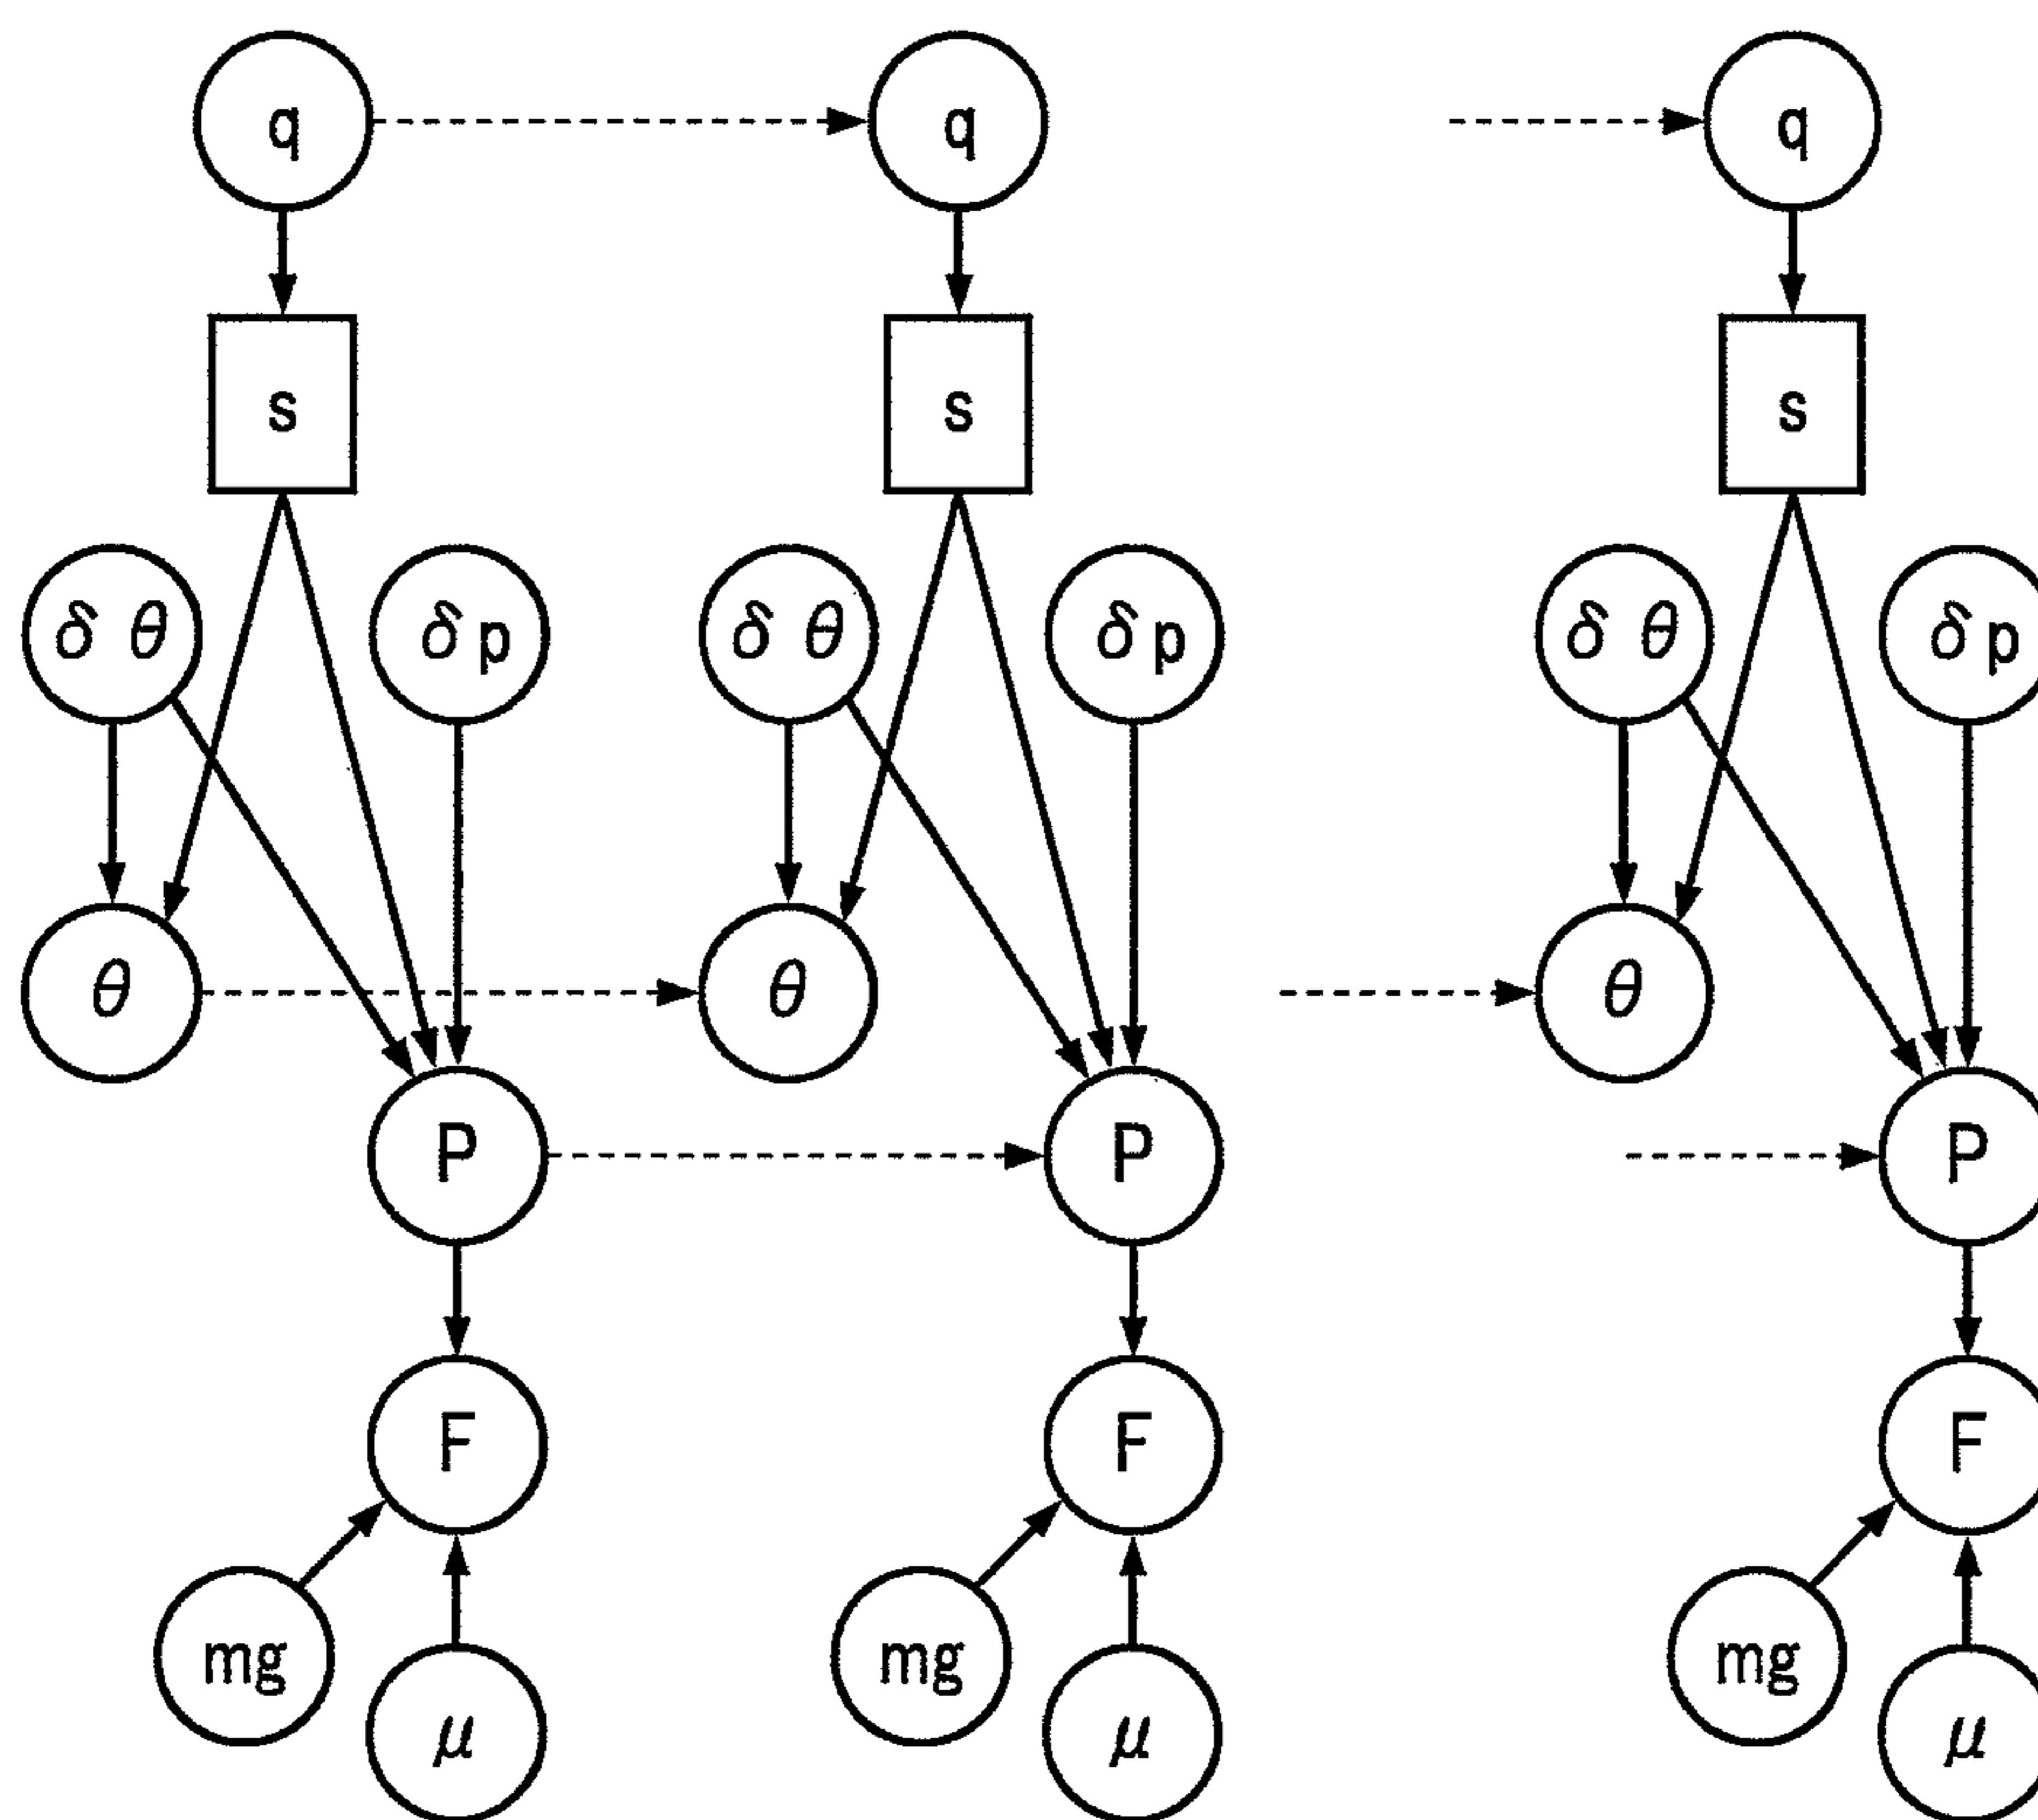 q q q
s s s
δ θ δ p δ θ δ p δ θ δ p
θ θ θ
P P P
F F F
mg mg mg
μ μ μ